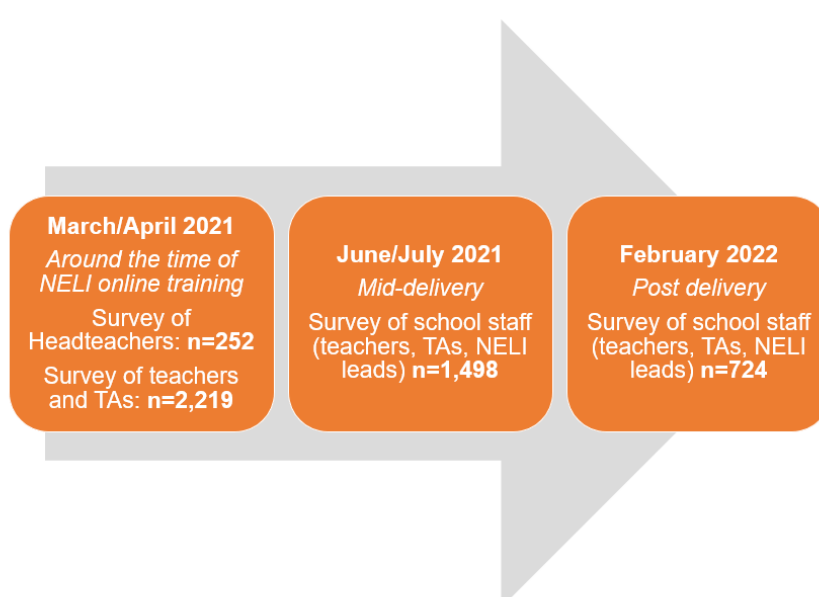 March/April 2021
Around the time of
NELI online training
Survey of
Headteachers: n=252
Survey of teachers
and TAs: n=2,219
June/July 2021
Mid-delivery
Survey of school staff
(teachers, TAs, NELI
leads) n=1,498
February 2022
Post delivery
Survey of school staff
(teachers, TAs, NELI
leads) n=724